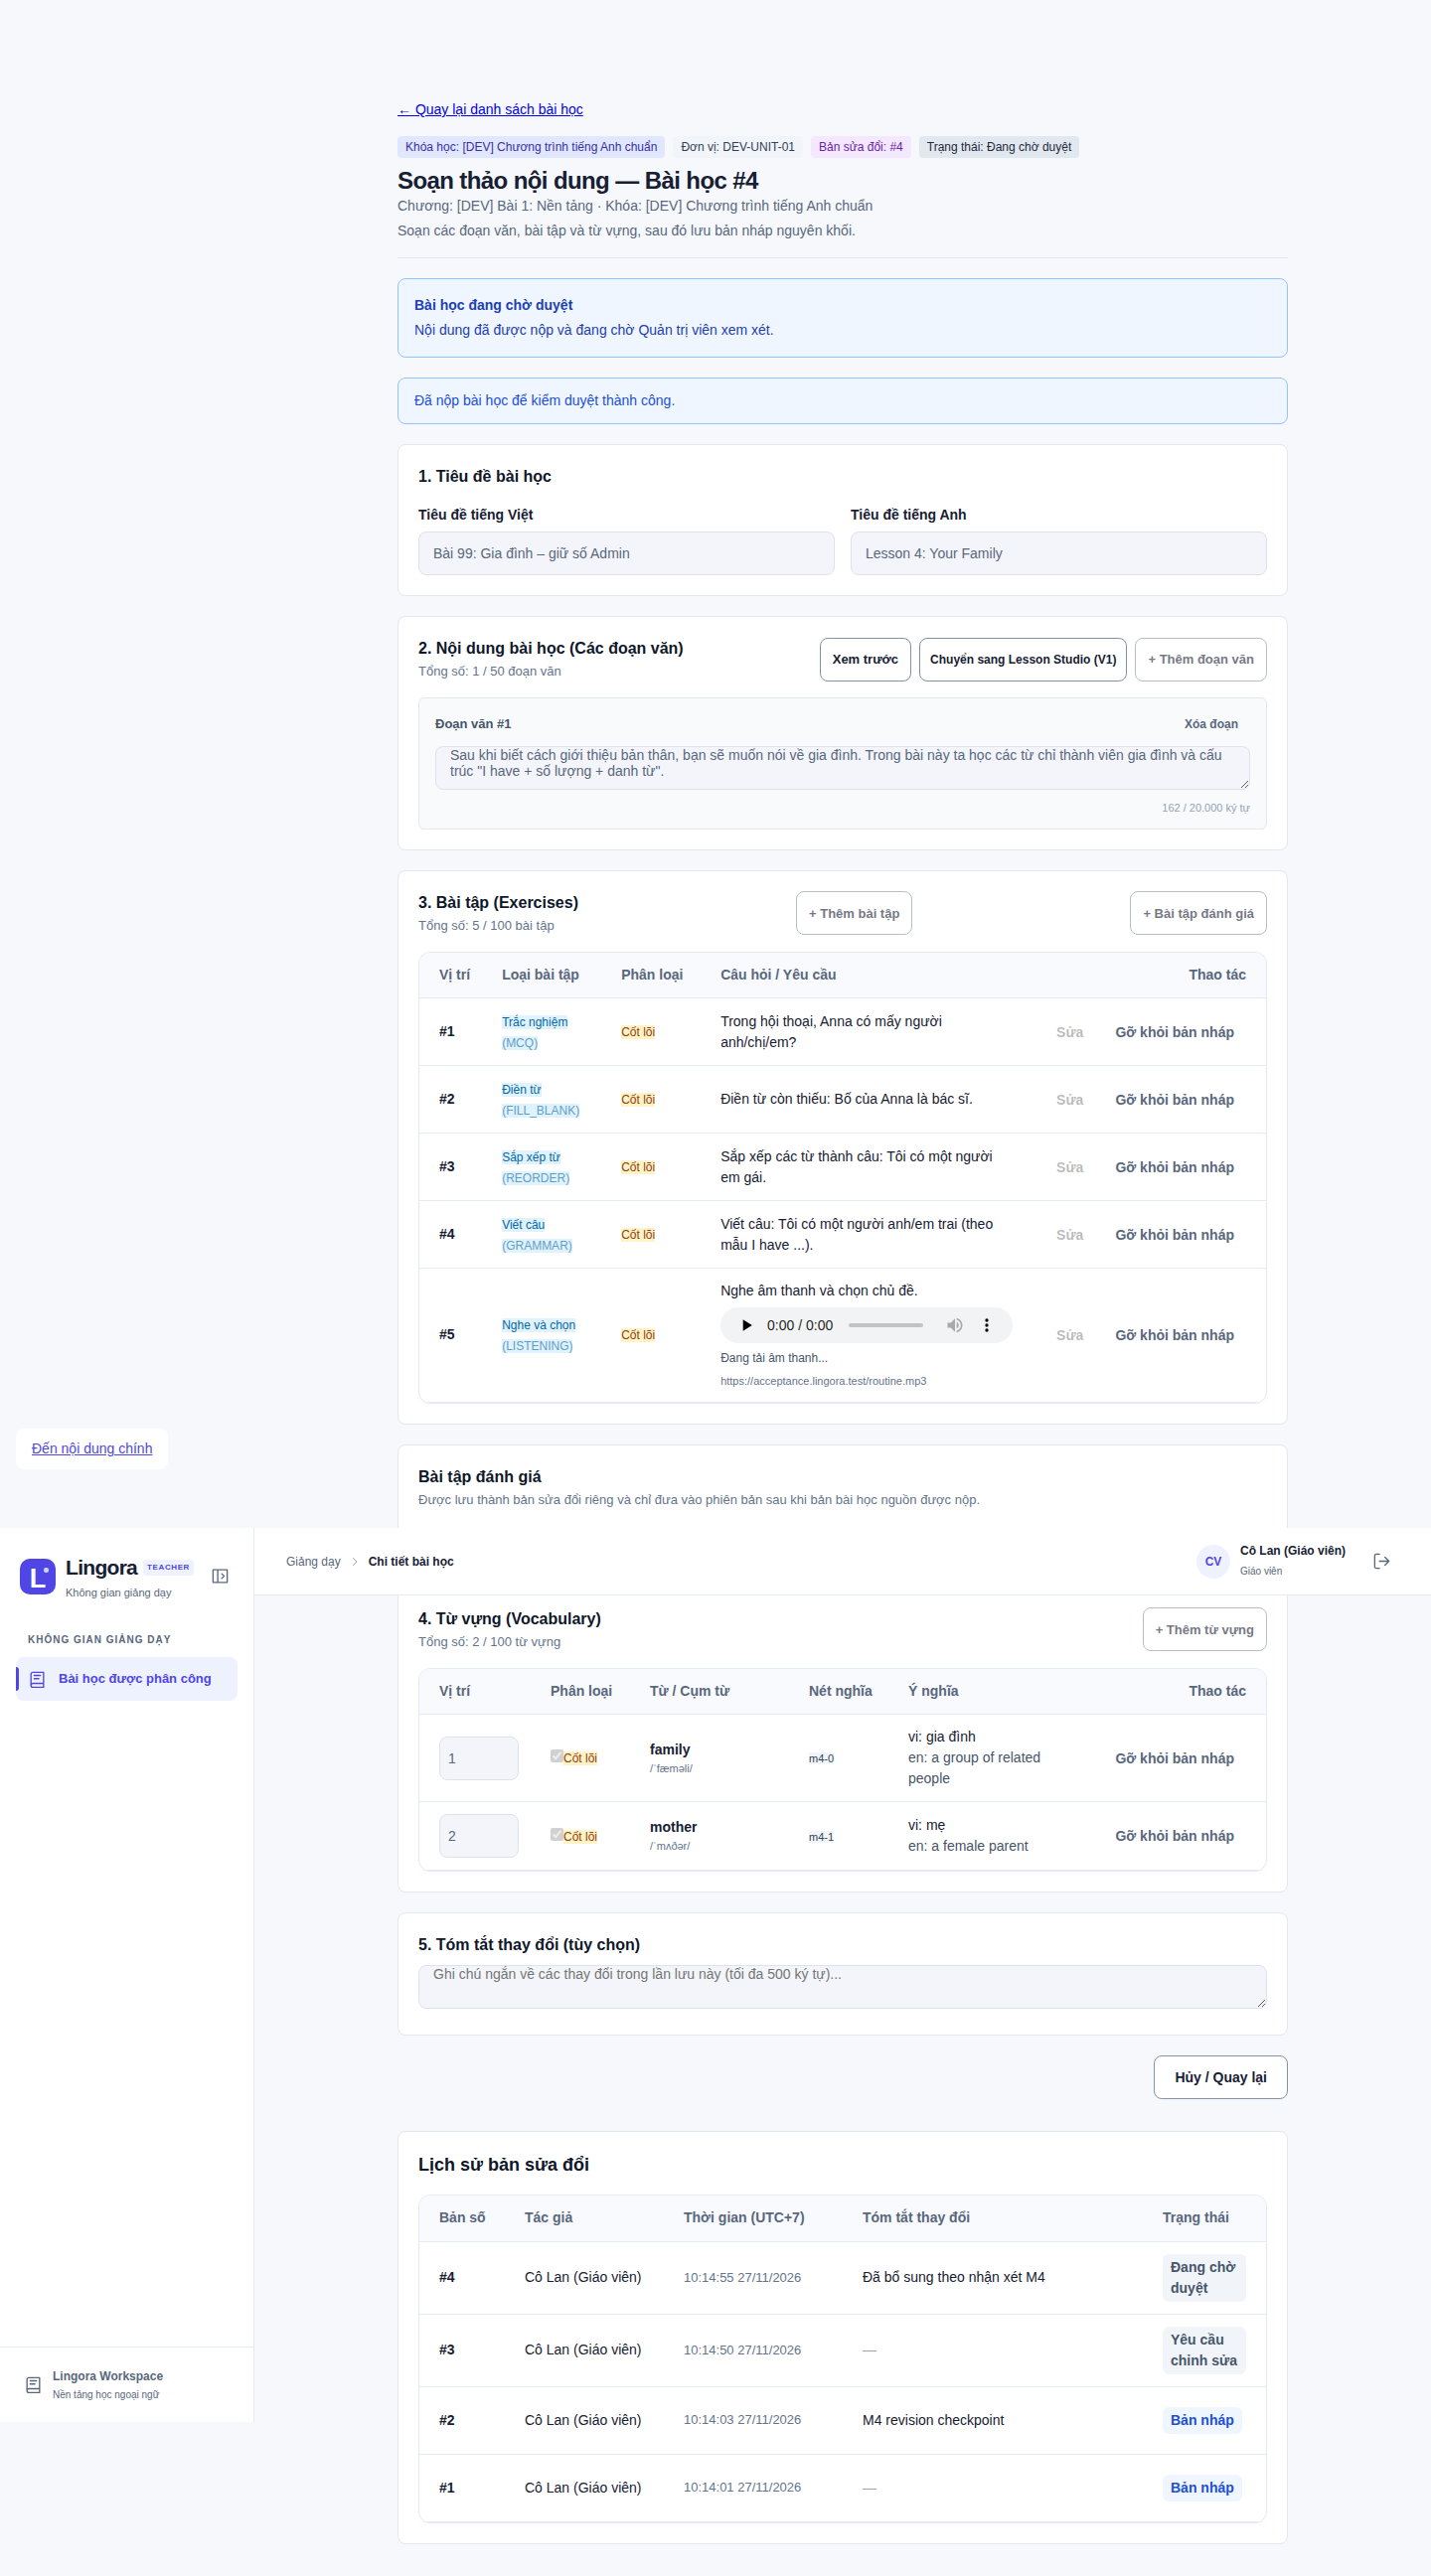 ← Quay lại danh sách bài học
Khóa học: [DEV] Chương trình tiếng Anh chuẩn Đơn vị: DEV-UNIT-01 Bản sửa đổi: #4 Trạng thái: Đang chờ duyệt
Soạn thảo nội dung — Bài học #4
Chương: [DEV] Bài 1: Nền tảng · Khóa: [DEV] Chương trình tiếng Anh chuẩn
Soạn các đoạn văn, bài tập và từ vựng, sau đó lưu bản nháp nguyên khối.
Bài học đang chờ duyệt
Nội dung đã được nộp và đang chờ Quản trị viên xem xét.
Đã nộp bài học để kiểm duyệt thành công.
1. Tiêu đề bài học
Tiêu đề tiếng Việt Tiêu đề tiếng Anh
Bài 99: Gia đình – giữ số Admin Lesson 4: Your Family
2. Nội dung bài học (Các đoạn văn)
Tổng số: 1 / 50 đoạn văn
Xem trước Chuyển sang Lesson Studio (V1) + Thêm đoạn văn
Đoạn văn #1 Xóa đoạn
Sau khi biết cách giới thiệu bản thân, bạn sẽ muốn nói về gia đình. Trong bài này ta học các từ chỉ thành viên gia đình và cấu
trúc "I have + số lượng + danh từ".
162 / 20.000 ký tự
3. Bài tập (Exercises)
Tổng số: 5 / 100 bài tập
+ Thêm bài tập + Bài tập đánh giá
Vị trí Loại bài tập Phân loại Câu hỏi / Yêu cầu Thao tác
#1 Trắc nghiệm (MCQ) Cốt lõi Trong hội thoại, Anna có mấy người anh/chị/em? Sửa Gỡ khỏi bản nháp
#2 Điền từ (FILL_BLANK) Cốt lõi Điền từ còn thiếu: Bố của Anna là bác sĩ. Sửa Gỡ khỏi bản nháp
#3 Sắp xếp từ (REORDER) Cốt lõi Sắp xếp các từ thành câu: Tôi có một người em gái. Sửa Gỡ khỏi bản nháp
#4 Viết câu (GRAMMAR) Cốt lõi Viết câu: Tôi có một người anh/em trai (theo mẫu I have ...). Sửa Gỡ khỏi bản nháp
#5 Nghe và chọn (LISTENING) Cốt lõi Nghe âm thanh và chọn chủ đề. Sửa Gỡ khỏi bản nháp
0:00 / 0:00
Đang tải âm thanh...
https://acceptance.lingora.test/routine.mp3
Đến nội dung chính
Bài tập đánh giá
Được lưu thành bản sửa đổi riêng và chỉ đưa vào phiên bản sau khi bản bài học nguồn được nộp.
L Lingora TEACHER
Không gian giảng dạy
Giảng dạy Chi tiết bài học
CV Cô Lan (Giáo viên)
Giáo viên
KHÔNG GIAN GIẢNG DẠY
Bài học được phân công
4. Từ vựng (Vocabulary)
Tổng số: 2 / 100 từ vựng
+ Thêm từ vựng
Vị trí Phân loại Từ / Cụm từ Nét nghĩa Ý nghĩa Thao tác
1 Cốt lõi family /ˈfæməli/ m4-0 vi: gia đình Gỡ khỏi bản nháp
en: a group of related
people
2 Cốt lõi mother /ˈmʌðər/ m4-1 vi: mẹ Gỡ khỏi bản nháp
en: a female parent
5. Tóm tắt thay đổi (tùy chọn)
Ghi chú ngắn về các thay đổi trong lần lưu này (tối đa 500 ký tự)...
Hủy / Quay lại
Lịch sử bản sửa đổi
Bản số Tác giả Thời gian (UTC+7) Tóm tắt thay đổi Trạng thái
#4 Cô Lan (Giáo viên) 10:14:55 27/11/2026 Đã bổ sung theo nhận xét M4 Đang chờ duyệt
#3 Cô Lan (Giáo viên) 10:14:50 27/11/2026 — Yêu cầu chỉnh sửa
#2 Cô Lan (Giáo viên) 10:14:03 27/11/2026 M4 revision checkpoint Bản nháp
#1 Cô Lan (Giáo viên) 10:14:01 27/11/2026 — Bản nháp
Lingora Workspace
Nền tảng học ngoại ngữ